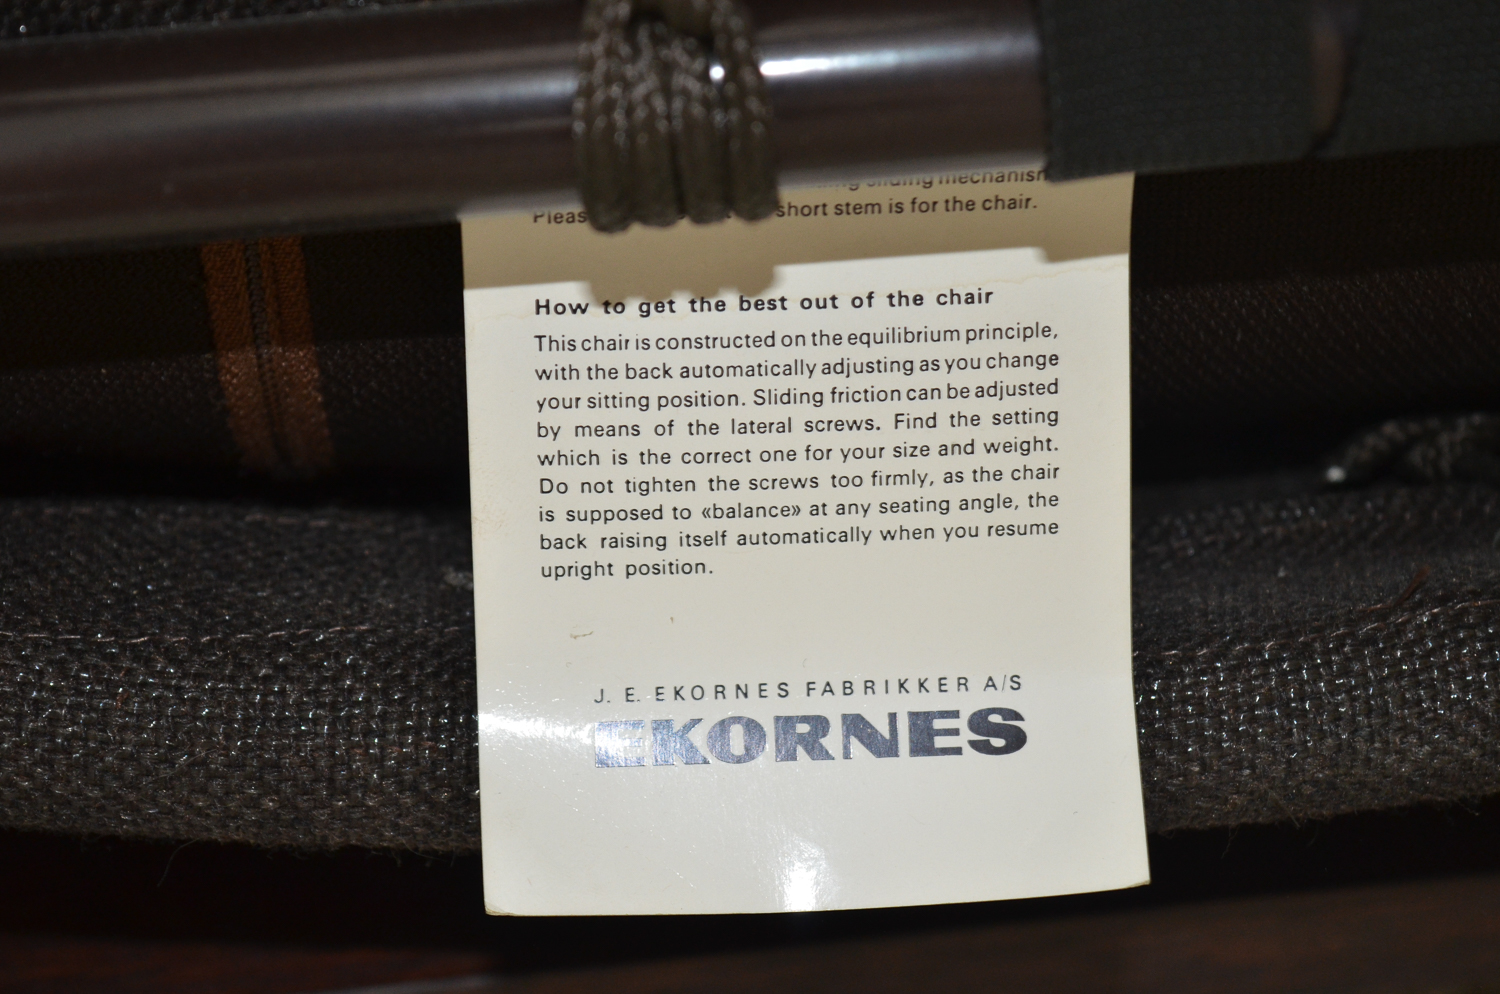 sliding mechanism
short stem is for the chair.
How to get the best out of the chair
This chair is constructed on the equilibrium principle,
with the back automatically adjusting as you change
your sitting position. Sliding friction can be adjusted
by means of the lateral screws. Find the setting
which is the correct one for your size and weight.
Do not tighten the screws too firmly, as the chair
is supposed to «balance» at any seating angle, the
back raising itself automatically when you resume
upright position.
J. E. EKORNES FABRIKKER A/S
EKORNES